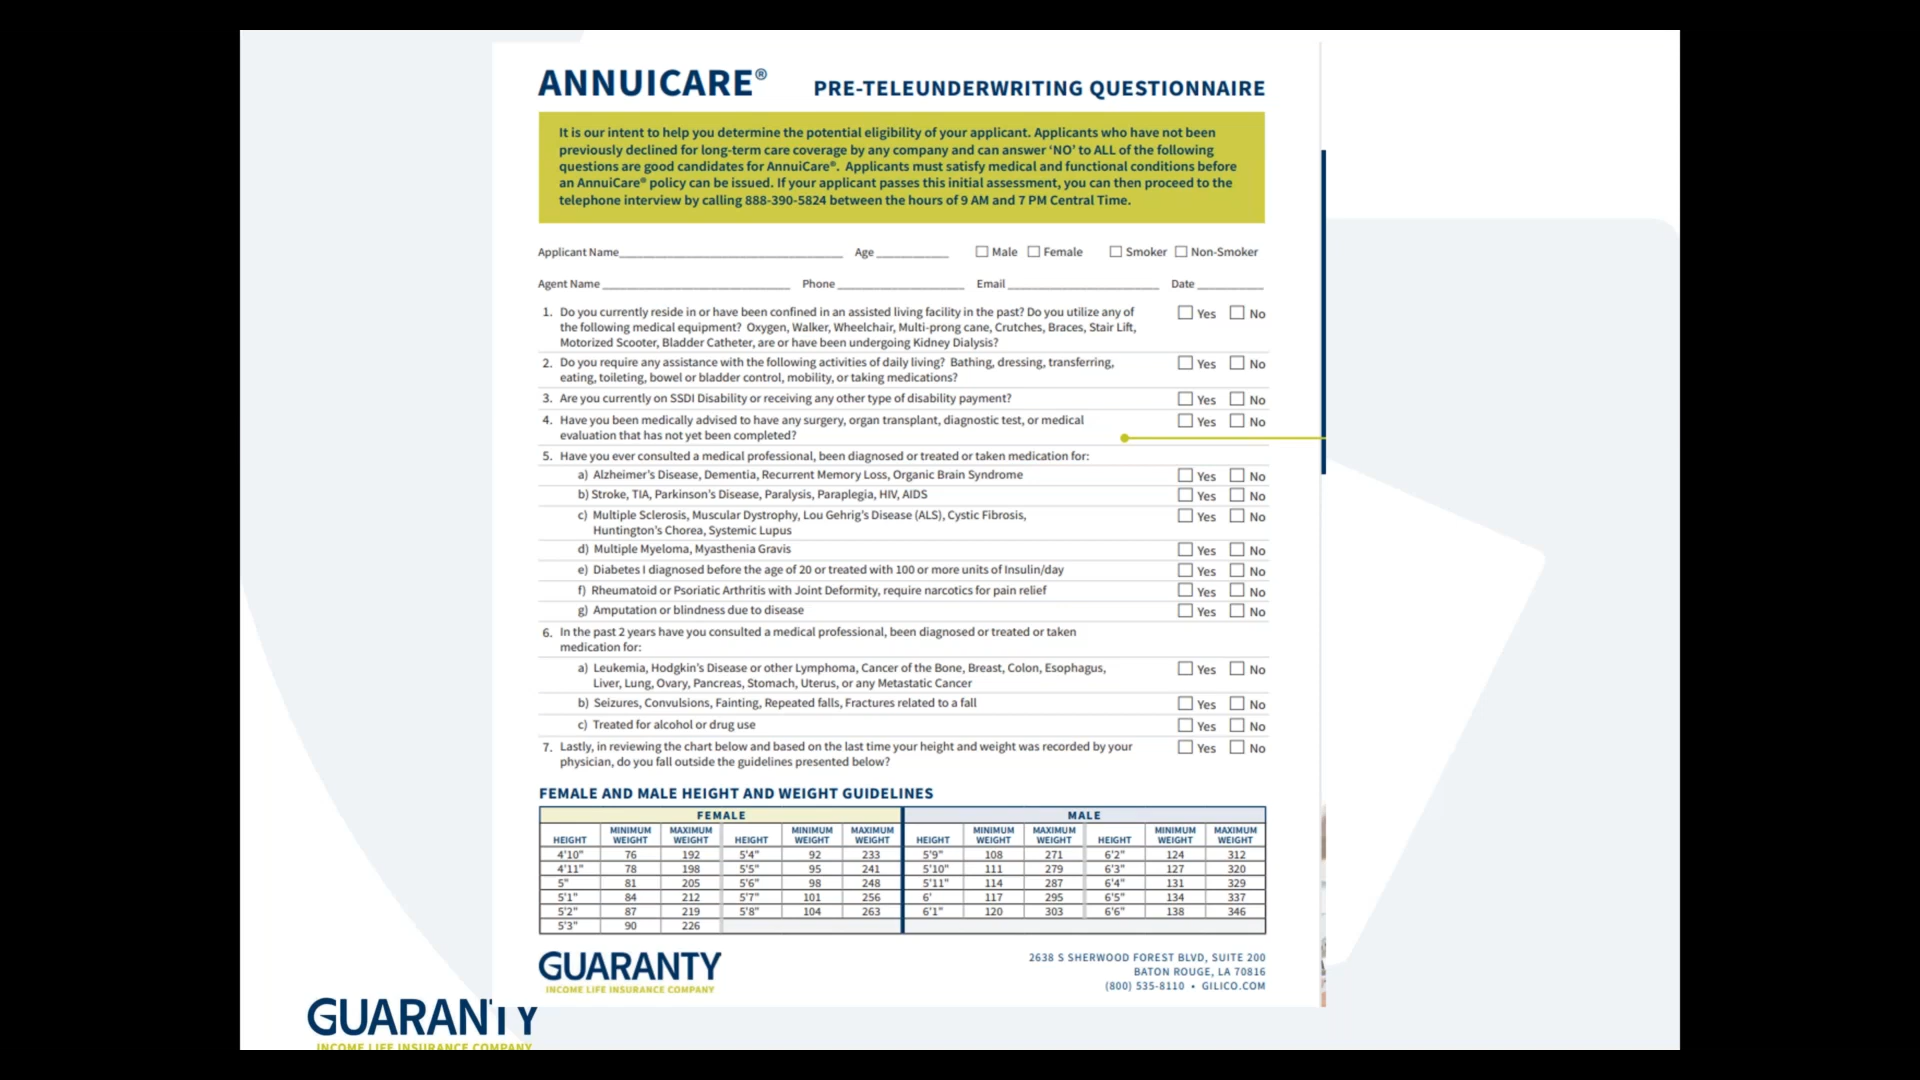 ANNUICARE® PRE-TELEUNDERWRITING QUESTIONNAIRE
It is our intent to help you determine the potential eligibility of your applicant. Applicants who have not been
previously declined for long-term care coverage by any company and can answer ‘NO’ to ALL of the following
questions are good candidates for AnnuiCare®. Applicants must satisfy medical and functional conditions before
an AnnuiCare® policy can be issued. If your applicant passes this initial assessment, you can then proceed to the
telephone interview by calling 888-390-5824 between the hours of 9 AM and 7 PM Central Time.
Applicant Name Age Male Female Smoker Non-Smoker
Agent Name Phone Email Date
1. Do you currently reside in or have been confined in an assisted living facility in the past? Do you utilize any of Yes No
the following medical equipment? Oxygen, Walker, Wheelchair, Multi-prong cane, Crutches, Braces, Stair Lift,
Motorized Scooter, Bladder Catheter, are or have been undergoing Kidney Dialysis?
2. Do you require any assistance with the following activities of daily living? Bathing, dressing, transferring, Yes No
eating, toileting, bowel or bladder control, mobility, or taking medications?
3. Are you currently on SSDI Disability or receiving any other type of disability payment? Yes No
4. Have you been medically advised to have any surgery, organ transplant, diagnostic test, or medical Yes No
evaluation that has not yet been completed?
5. Have you ever consulted a medical professional, been diagnosed or treated or taken medication for:
a) Alzheimer’s Disease, Dementia, Recurrent Memory Loss, Organic Brain Syndrome Yes No
b) Stroke, TIA, Parkinson’s Disease, Paralysis, Paraplegia, HIV, AIDS Yes No
c) Multiple Sclerosis, Muscular Dystrophy, Lou Gehrig’s Disease (ALS), Cystic Fibrosis, Yes No
Huntington’s Chorea, Systemic Lupus
d) Multiple Myeloma, Myasthenia Gravis Yes No
e) Diabetes I diagnosed before the age of 20 or treated with 100 or more units of Insulin/day Yes No
f) Rheumatoid or Psoriatic Arthritis with Joint Deformity, require narcotics for pain relief Yes No
g) Amputation or blindness due to disease Yes No
6. In the past 2 years have you consulted a medical professional, been diagnosed or treated or taken
medication for:
a) Leukemia, Hodgkin’s Disease or other Lymphoma, Cancer of the Bone, Breast, Colon, Esophagus, Yes No
Liver, Lung, Ovary, Pancreas, Stomach, Uterus, or any Metastatic Cancer
b) Seizures, Convulsions, Fainting, Repeated falls, Fractures related to a fall Yes No
c) Treated for alcohol or drug use Yes No
7. Lastly, in reviewing the chart below and based on the last time your height and weight was recorded by your Yes No
physician, do you fall outside the guidelines presented below?
FEMALE AND MALE HEIGHT AND WEIGHT GUIDELINES
FEMALE MALE
HEIGHT MINIMUM WEIGHT MAXIMUM WEIGHT HEIGHT MINIMUM WEIGHT MAXIMUM WEIGHT HEIGHT MINIMUM WEIGHT MAXIMUM WEIGHT HEIGHT MINIMUM WEIGHT MAXIMUM WEIGHT
4'10" 76 192 5'4" 92 233 5'9" 108 271 6'2" 124 312
4'11" 78 198 5'5" 95 241 5'10" 111 279 6'3" 127 320
5" 81 205 5'6" 98 248 5'11" 114 287 6'4" 131 329
5'1" 84 212 5'7" 101 256 6' 117 295 6'5" 134 337
5'2" 87 219 5'8" 104 263 6'1" 120 303 6'6" 138 346
5'3" 90 226
GUARANTY
INCOME LIFE INSURANCE COMPANY
2638 S SHERWOOD FOREST BLVD, SUITE 200
BATON ROUGE, LA 70816
(800) 535-8110 • GILICO.COM
GUARANTY
INCOME LIFE INSURANCE COMPANY